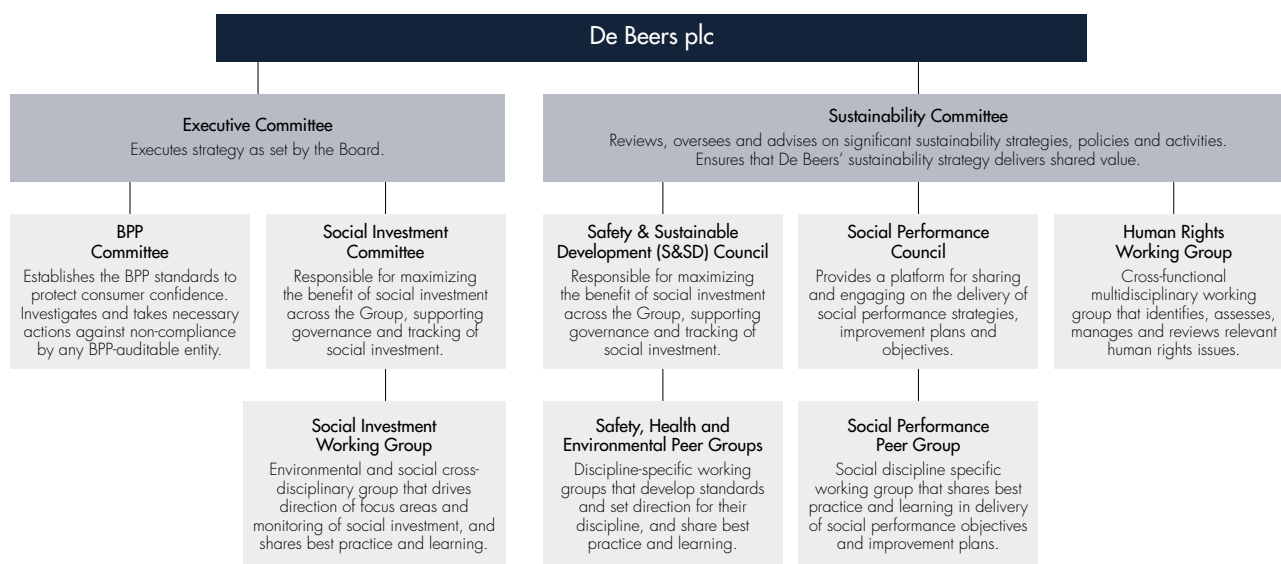 De Beers plc
Executive Committee
Executes strategy as set by the Board.
Sustainability Committee
Reviews, oversees and advises on significant sustainability strategies, policies and activities.
Ensures that De Beers’ sustainability strategy delivers shared value.
BPP
Committee
Establishes the BPP standards to
protect consumer confidence.
Investigates and takes necessary
actions against non-compliance
by any BPP-auditable entity.
Social Investment
Committee
Responsible for maximizing
the benefit of social investment
across the Group, supporting
governance and tracking of
social investment.
Safety & Sustainable
Development (S&SD) Council
Responsible for maximizing
the benefit of social investment
across the Group, supporting
governance and tracking of
social investment.
Social Performance
Council
Provides a platform for sharing
and engaging on the delivery of
social performance strategies,
improvement plans and
objectives.
Human Rights
Working Group
Cross-functional
multidisciplinary working
group that identifies, assesses,
manages and reviews relevant
human rights issues.
Social Investment
Working Group
Environmental and social cross-
disciplinary group that drives
direction of focus areas and
monitoring of social investment, and
shares best practice and learning.
Safety, Health and
Environmental Peer Groups
Discipline-specific working
groups that develop standards
and set direction for their
discipline, and share best
practice and learning.
Social Performance
Peer Group
Social discipline specific
working group that shares best
practice and learning in delivery
of social performance objectives
and improvement plans.